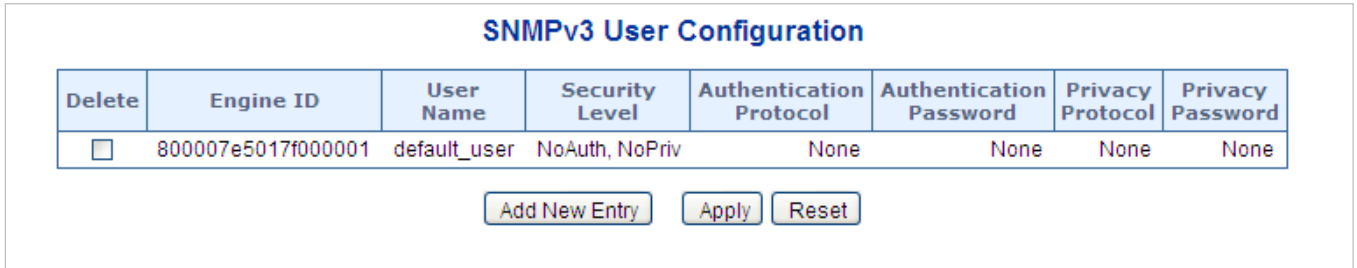 SNMPv3 User Configuration
Delete Engine ID User Name Security Level Authentication Protocol Authentication Password Privacy Protocol Privacy Password
800007e5017f000001 default_user NoAuth, NoPriv None None None None
Add New Entry Apply Reset